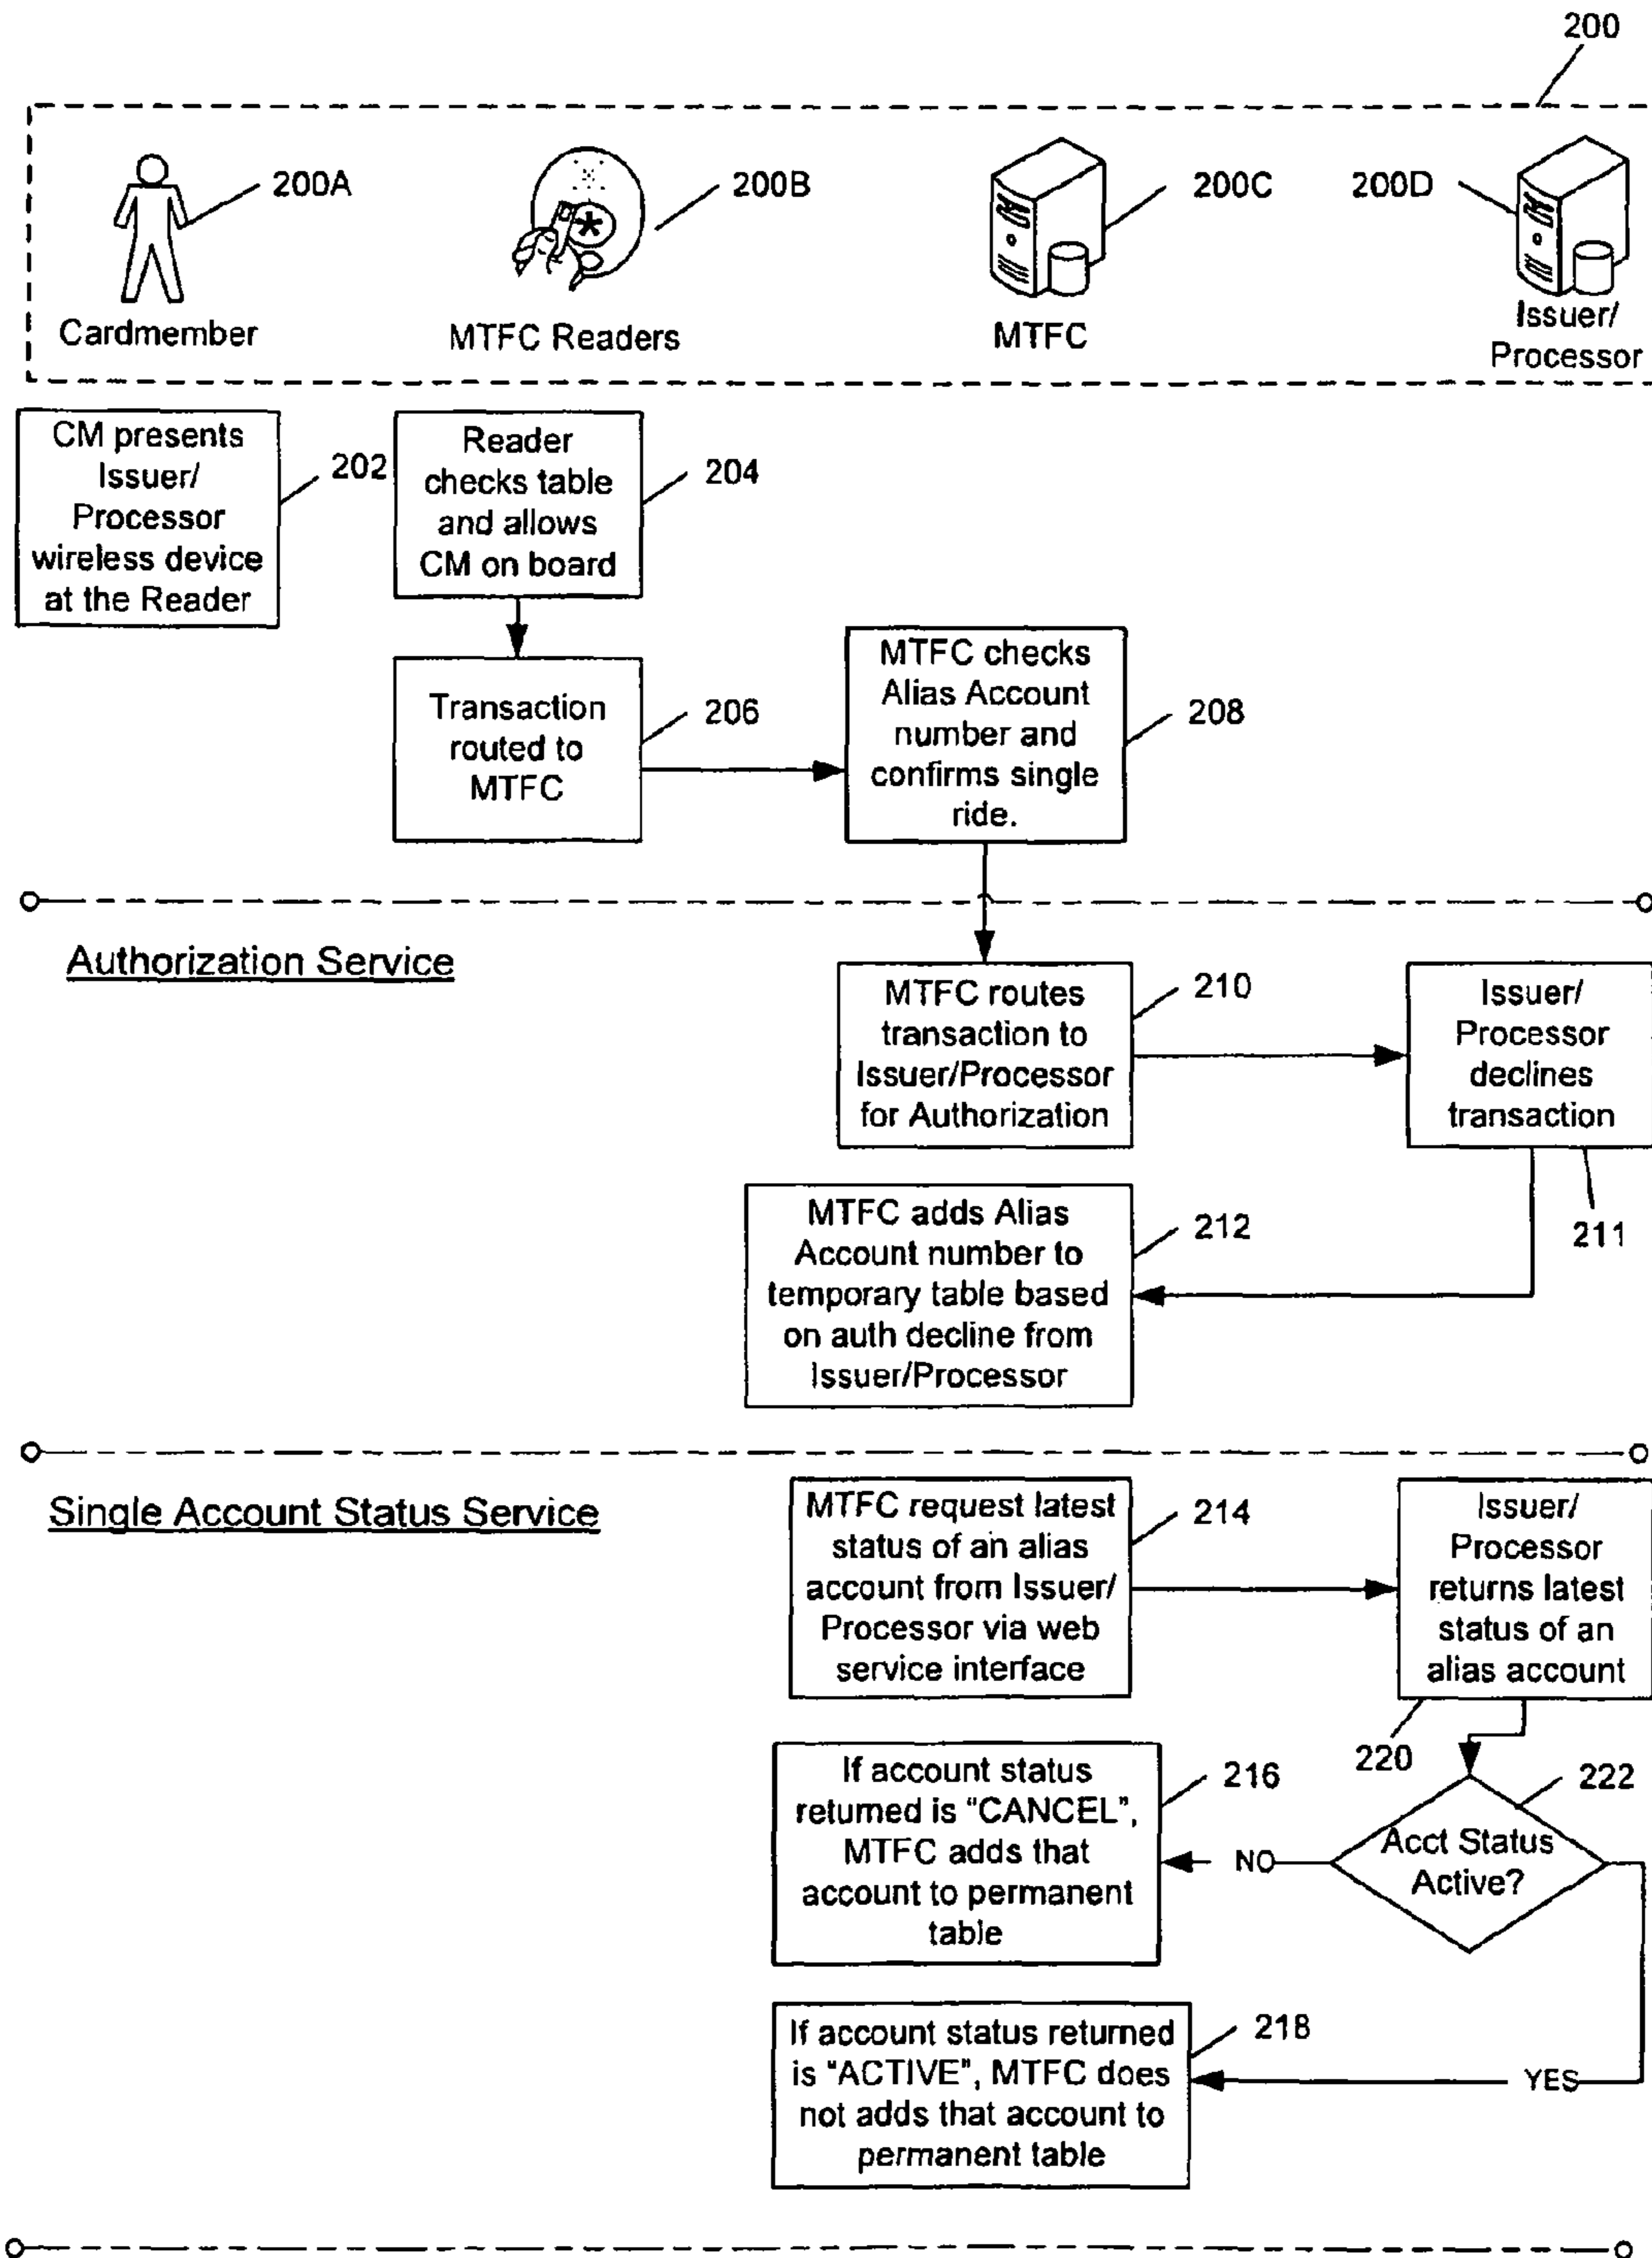 200
200A
200B
200C
200D
Cardmember
MTFC Readers
MTFC
Issuer/
Processor
CM presents
Issuer/
Processor
wireless device
at the Reader
202
Reader
checks table
and allows
CM on board
204
Transaction
routed to
MTFC
206
MTFC checks
Alias Account
number and
confirms single
ride.
208
Authorization Service
MTFC routes
transaction to
Issuer/Processor
for Authorization
210
Issuer/
Processor
declines
transaction
211
MTFC adds Alias
Account number to
temporary table based
on auth decline from
Issuer/Processor
212
Single Account Status Service
MTFC request latest
status of an alias
account from Issuer/
Processor via web
service interface
214
Issuer/
Processor
returns latest
status of an
alias account
220
222
Acct Status
Active?
NO
If account status
returned is "CANCEL",
MTFC adds that
account to permanent
table
216
If account status returned
is "ACTIVE", MTFC does
not adds that account to
permanent table
218
YES